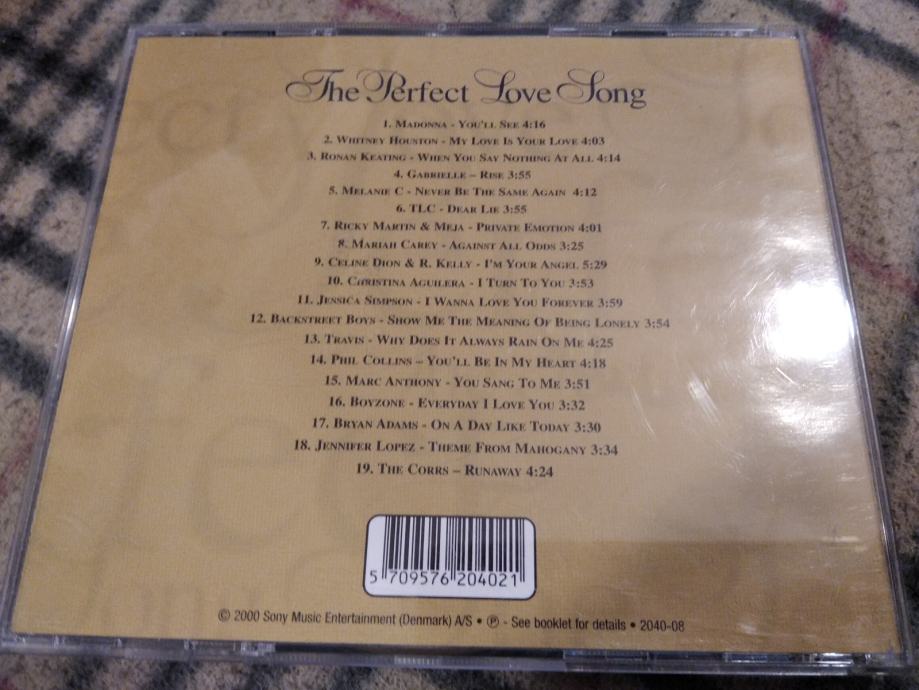 The Perfect Love Song
1. Madonna - You'll See 4:16
2. Whitney Houston - My Love Is Your Love 4:03
3. Ronan Keating - When You Say Nothing At All 4:14
4. Gabrielle – Rise 3:55
5. Melanie C - Never Be The Same Again 4:12
6. TLC - Dear Lie 3:55
7. Ricky Martin & Meja - Private Emotion 4:01
8. Mariah Carey - Against All Odds 3:25
9. Celine Dion & R. Kelly - I'm Your Angel 5:29
10. Christina Aguilera - I Turn To You 3:53
11. Jessica Simpson - I Wanna Love You Forever 3:59
12. Backstreet Boys - Show Me The Meaning Of Being Lonely 3:54
13. Travis - Why Does It Always Rain On Me 4:25
14. Phil Collins – You'll Be In My Heart 4:18
15. Marc Anthony - You Sang To Me 3:51
16. Boyzone - Everyday I Love You 3:32
17. Bryan Adams - On A Day Like Today 3:30
18. Jennifer Lopez - Theme From Mahogany 3:34
19. The Corrs – Runaway 4:24
5 709576 204021
© 2000 Sony Music Entertainment (Denmark) A/S • ℗ - See booklet for details • 2040-08